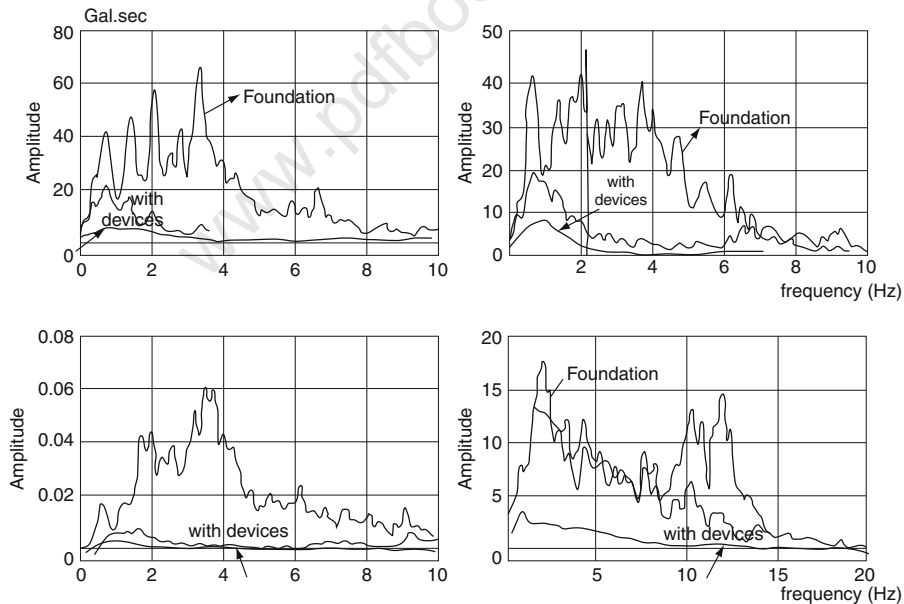 Gal.sec
80
60
40
20
0
Amplitude
Foundation
with
devices
0 2 4 6 8 10
50
40
30
20
10
0
Amplitude
Foundation
with
devices
2 4 6 8 10
frequency (Hz)
0.08
0.06
0.04
0.02
0
Amplitude
with devices
0 2 4 6 8 10
20
15
10
5
0
Amplitude
Foundation
with devices
5 10 15 20
frequency (Hz)